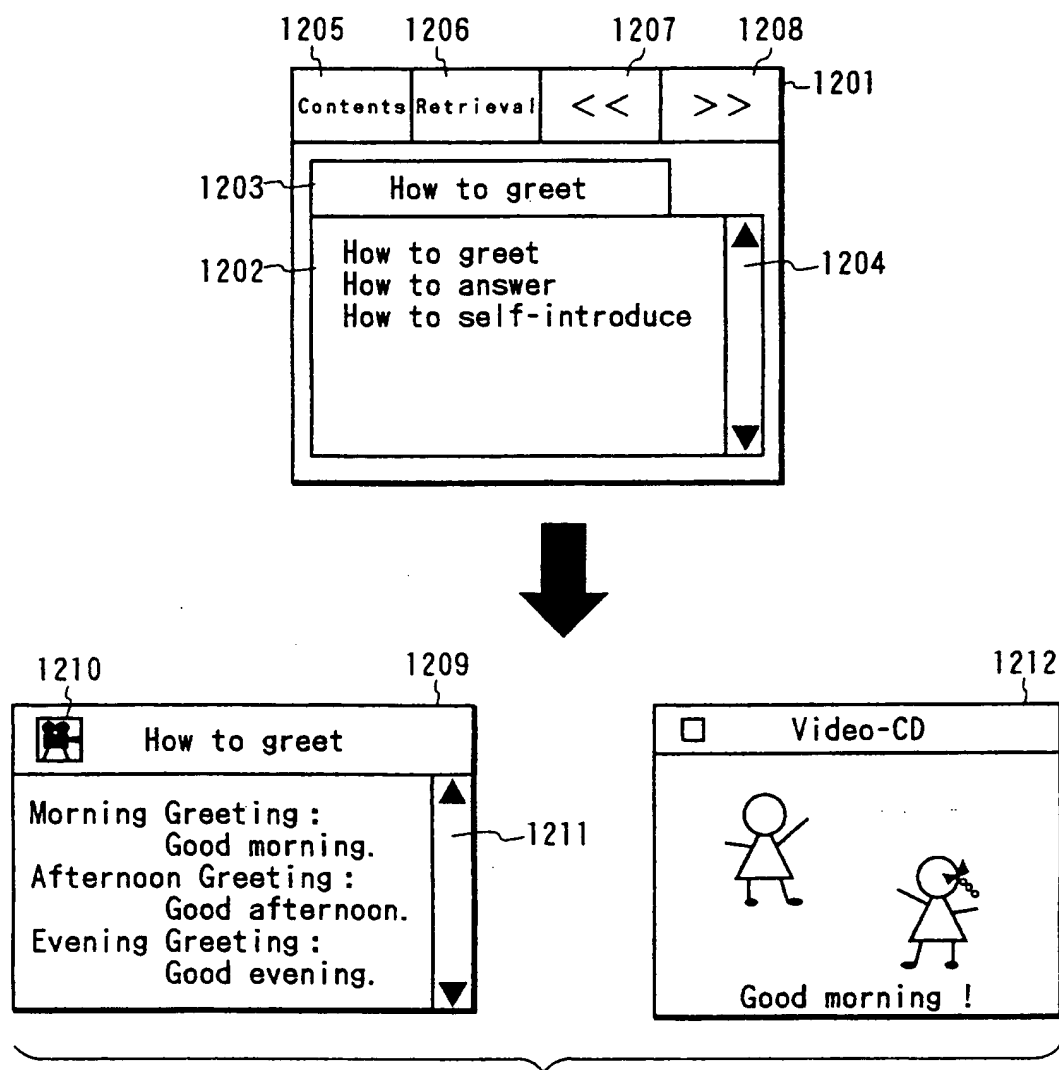 1205 1206 1207 1208
1201
Contents Retrieval << >>
1203
How to greet
1202
1204
How to greet
How to answer
How to self-introduce
1210 1209
How to greet
Morning Greeting :
Good morning.
1211
Afternoon Greeting :
Good afternoon.
Evening Greeting :
Good evening.
1212
Video-CD
Good morning !